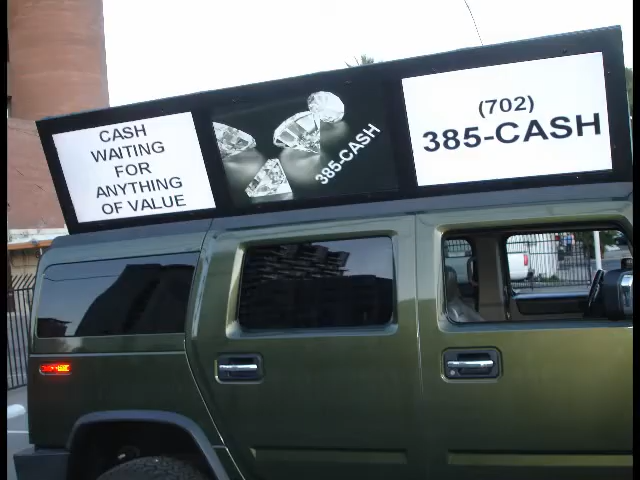 CASH
WAITING
FOR
ANYTHING
OF VALUE
385-CASH
(702)
385-CASH